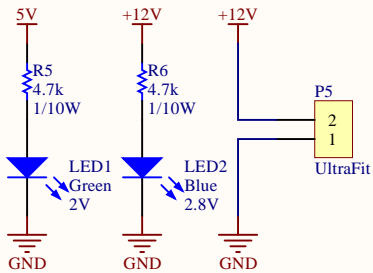 5V
+12V
+12V
R5
4.7k
1/10W
R6
4.7k
1/10W
P5
2
1
UltraFit
LED1
Green
2V
LED2
Blue
2.8V
GND
GND
GND